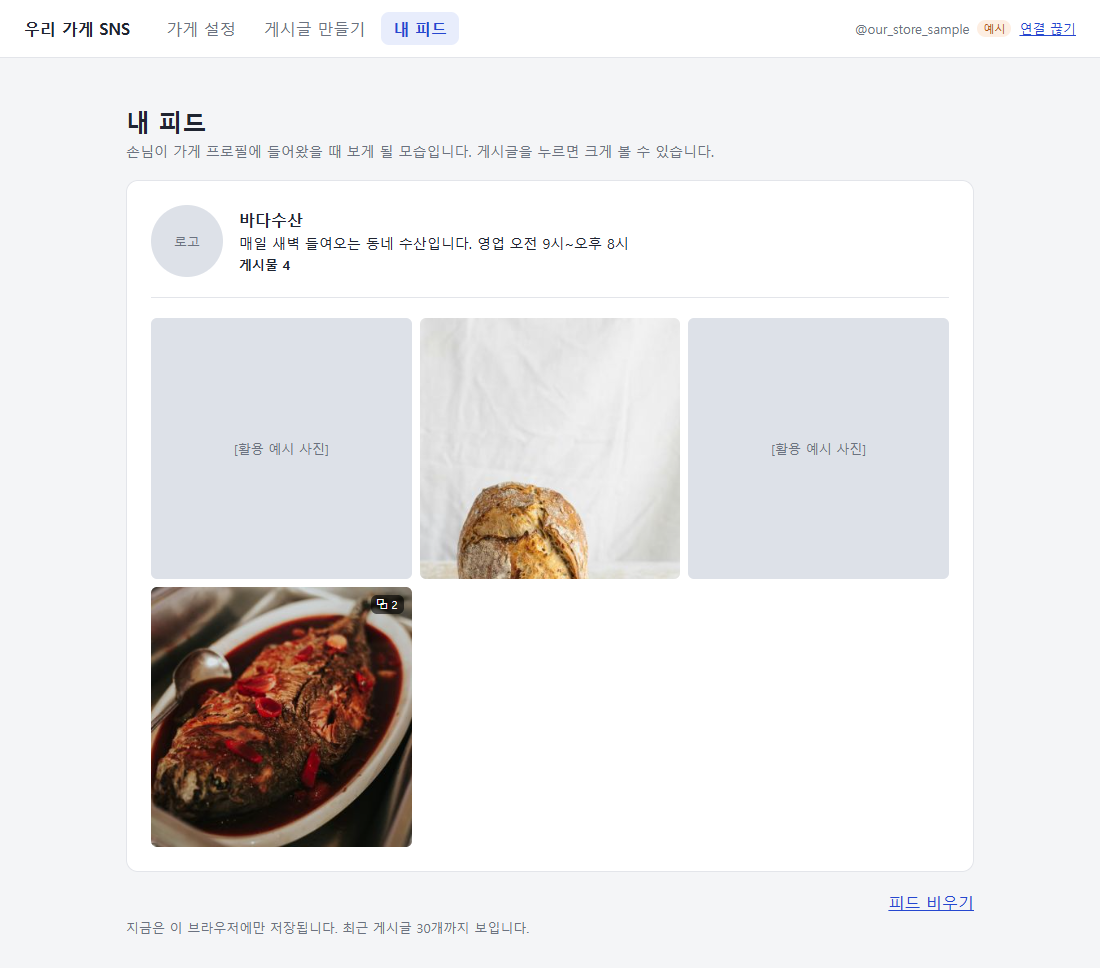 우리 가게 SNS 가게 설정 게시글 만들기 내 피드 @our_store_sample 예시 연결 끊기
내 피드
손님이 가게 프로필에 들어왔을 때 보게 될 모습입니다. 게시글을 누르면 크게 볼 수 있습니다.
로고
바다수산
매일 새벽 들여오는 동네 수산입니다. 영업 오전 9시~오후 8시
게시물 4
[활용 예시 사진] [활용 예시 사진]
2
피드 비우기
지금은 이 브라우저에만 저장됩니다. 최근 게시글 30개까지 보입니다.